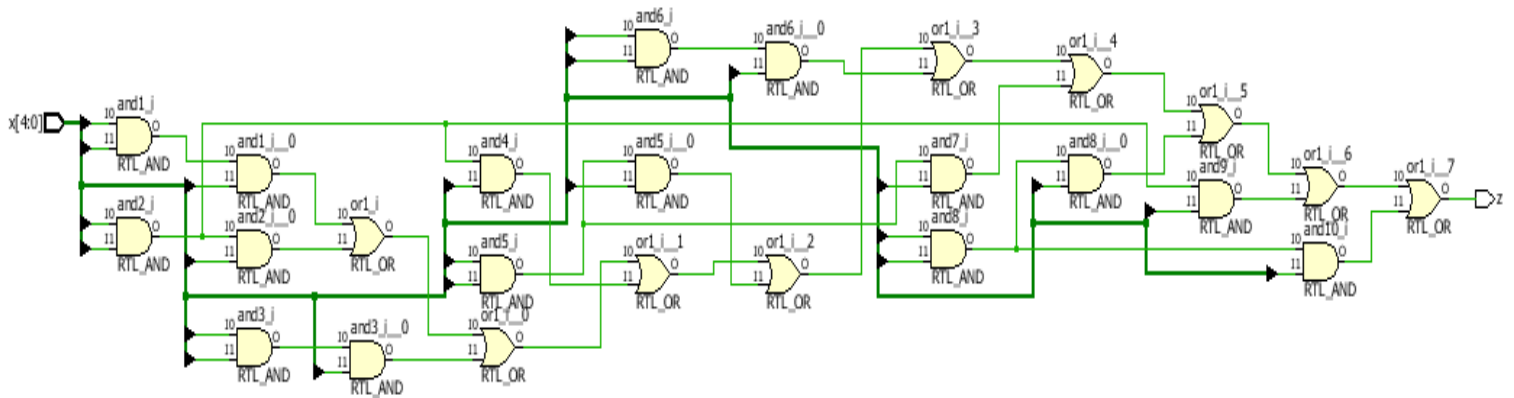 x[4:0]
and1_i
I0
I1
O
RTL_AND
and2_i
I0
I1
O
RTL_AND
and1_i__0
I0
I1
O
RTL_AND
and2_i__0
I0
I1
O
RTL_AND
and3_i
I0
I1
O
RTL_AND
or1_i
I0
I1
O
RTL_OR
and3_i__0
I0
I1
O
RTL_AND
and4_i
I0
I1
O
RTL_AND
and5_i
I0
I1
O
RTL_AND
or1_i__0
I0
I1
O
RTL_OR
and6_i
I0
I1
O
RTL_AND
and5_i__0
I0
I1
O
RTL_AND
or1_i__1
I0
I1
O
RTL_OR
and6_i__0
I0
I1
O
RTL_AND
or1_i__2
I0
I1
O
RTL_OR
or1_i__3
I0
I1
O
RTL_OR
and7_i
I0
I1
O
RTL_AND
and8_i
I0
I1
O
RTL_AND
or1_i__4
I0
I1
O
RTL_OR
and8_i__0
I0
I1
O
RTL_AND
or1_i__5
I0
I1
O
RTL_OR
and9_i
I0
I1
O
RTL_AND
or1_i__6
I0
I1
O
RTL_OR
and10_i
I0
I1
O
RTL_AND
or1_i__7
I0
I1
O
RTL_OR
z